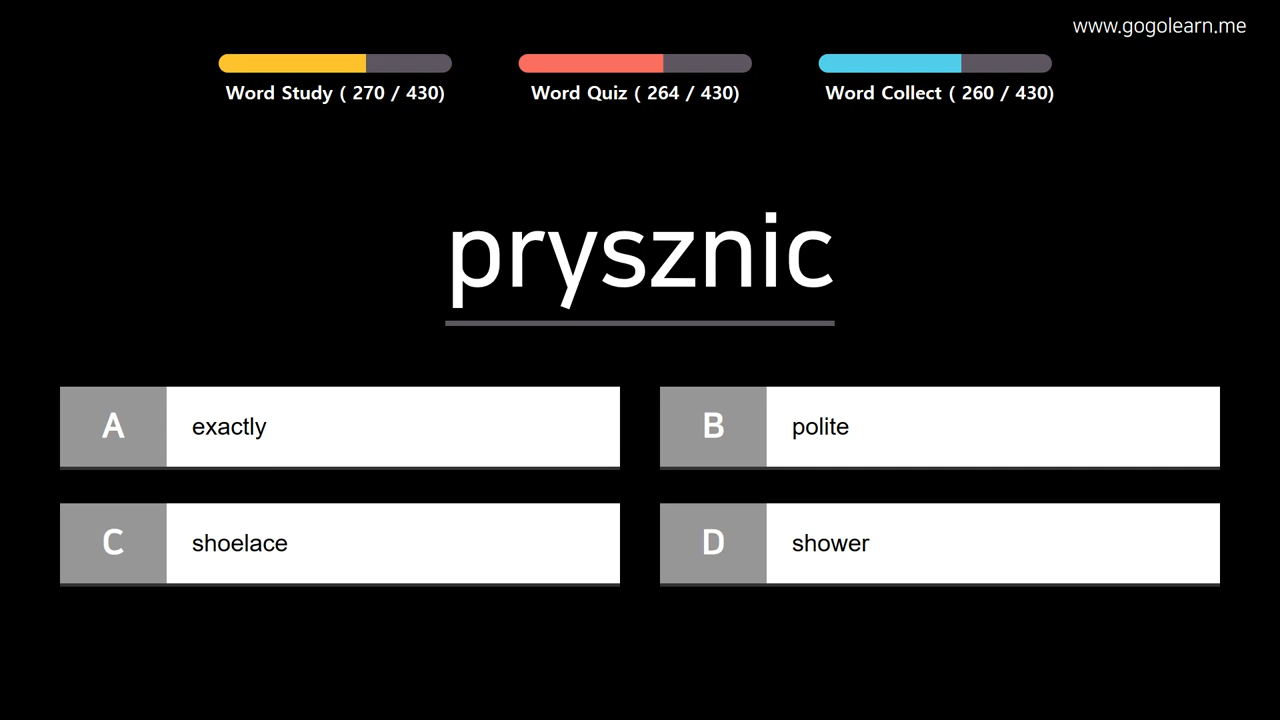 www.gogolearn.me
Word Study ( 270 / 430)
Word Quiz ( 264 / 430)
Word Collect ( 260 / 430)
prysznic
A
exactly
B
polite
C
shoelace
D
shower